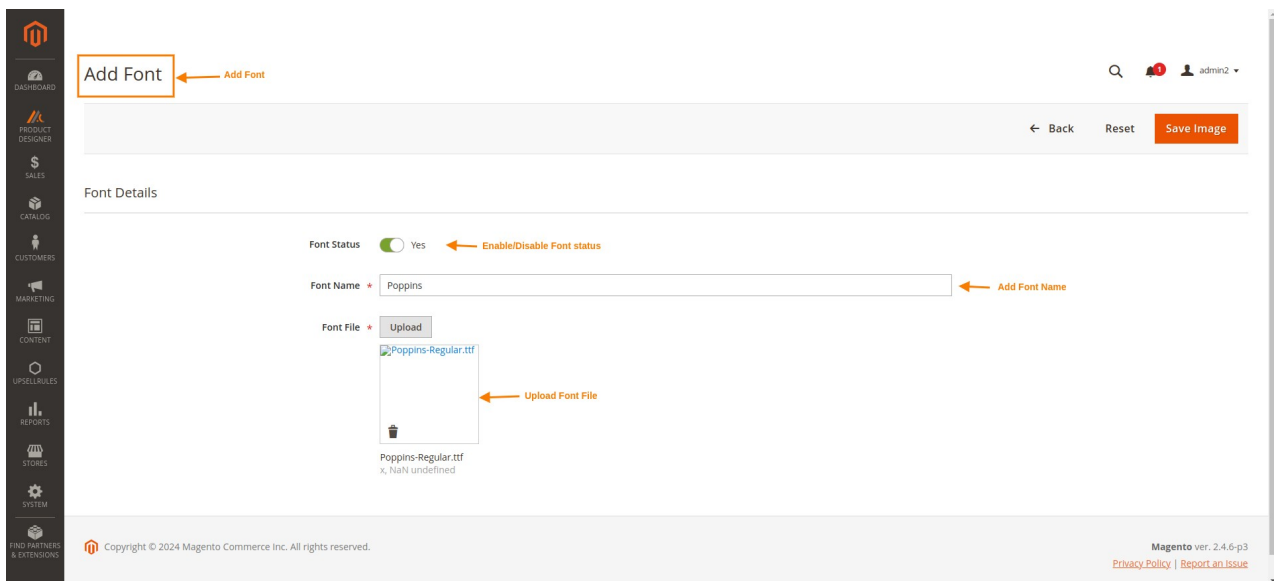 DASHBOARD
PRODUCT
DESIGNER
SALES
CATALOG
CUSTOMERS
MARKETING
CONTENT
UPSELLRULES
REPORTS
STORES
SYSTEM
FIND PARTNERS
& EXTENSIONS
Add Font
Add Font
1
admin2
Back
Reset
Save Image
Font Details
Font Status
Yes
Enable/Disable Font status
Font Name *
Poppins
Add Font Name
Font File *
Upload
Poppins-Regular.ttf
Upload Font File
Poppins-Regular.ttf
x, NaN undefined
Copyright © 2024 Magento Commerce Inc. All rights reserved.
Magento ver. 2.4.6-p3
Privacy Policy | Report an Issue